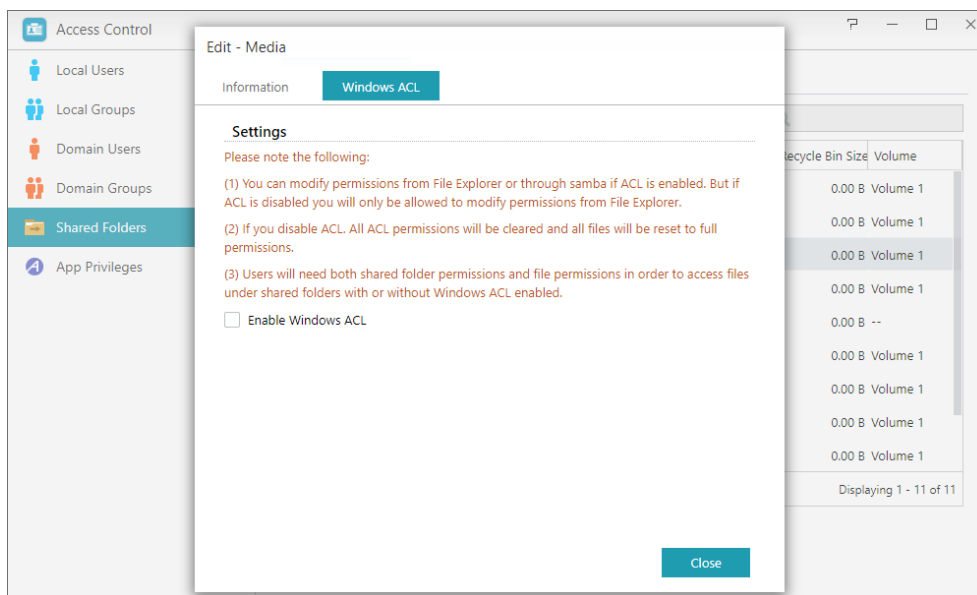 Access Control
Local Users
Local Groups
Domain Users
Domain Groups
Shared Folders
App Privileges
Edit - Media
Information
Windows ACL
Settings
Please note the following:
(1) You can modify permissions from File Explorer or through samba if ACL is enabled. But if
ACL is disabled you will only be allowed to modify permissions from File Explorer.
(2) If you disable ACL. All ACL permissions will be cleared and all files will be reset to full
permissions.
(3) Users will need both shared folder permissions and file permissions in order to access files
under shared folders with or without Windows ACL enabled.
Enable Windows ACL
Close
Recycle Bin Size Volume
0.00 B Volume 1
0.00 B Volume 1
0.00 B Volume 1
0.00 B Volume 1
0.00 B --
0.00 B Volume 1
0.00 B Volume 1
0.00 B Volume 1
0.00 B Volume 1
Displaying 1 - 11 of 11